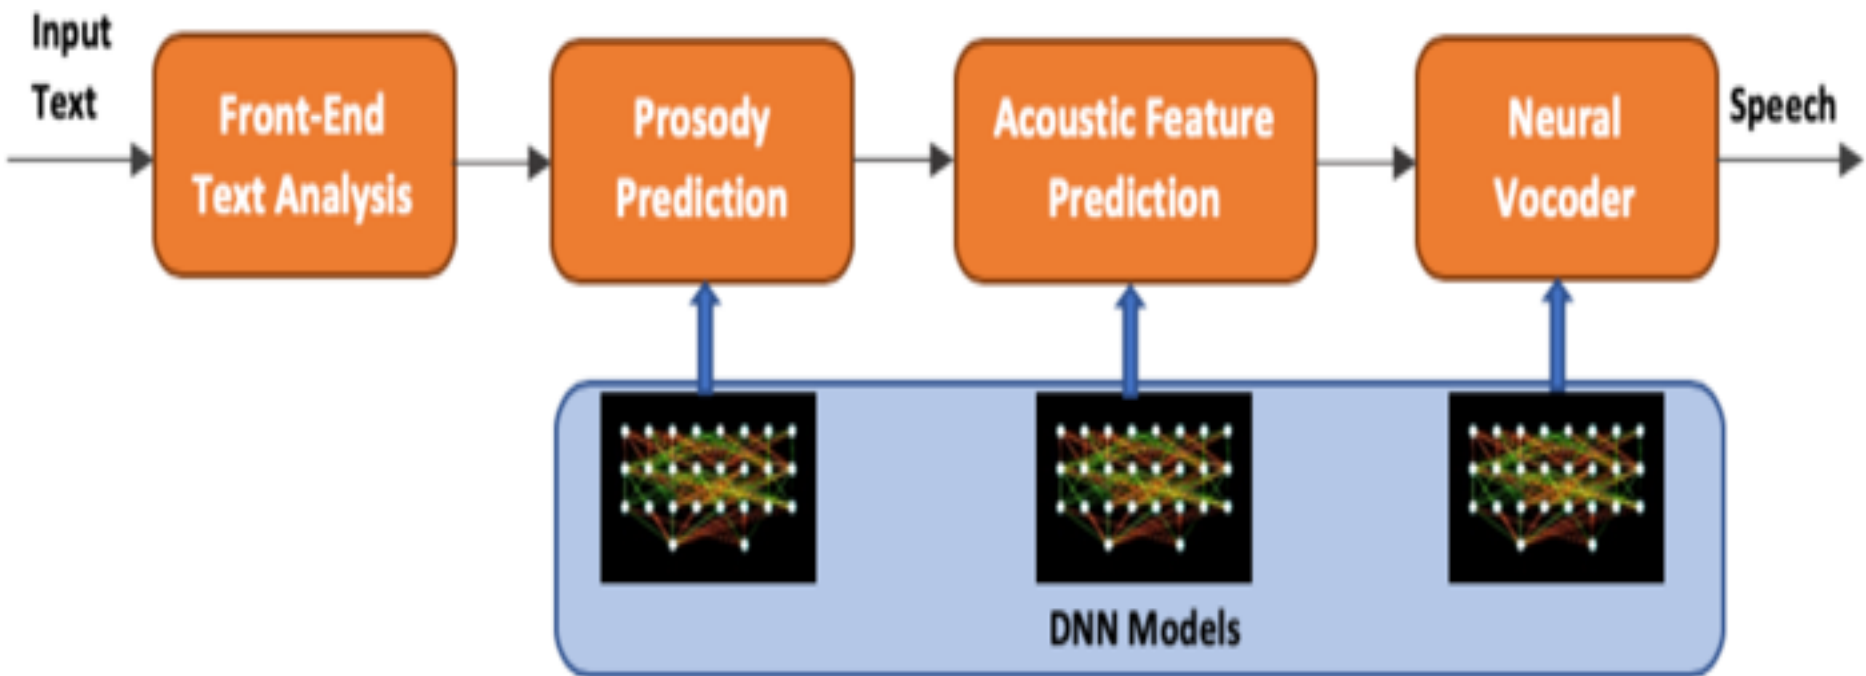 Input
Text
Front-End
Text Analysis
Prosody
Prediction
Acoustic Feature
Prediction
Neural
Vocoder
Speech
DNN Models